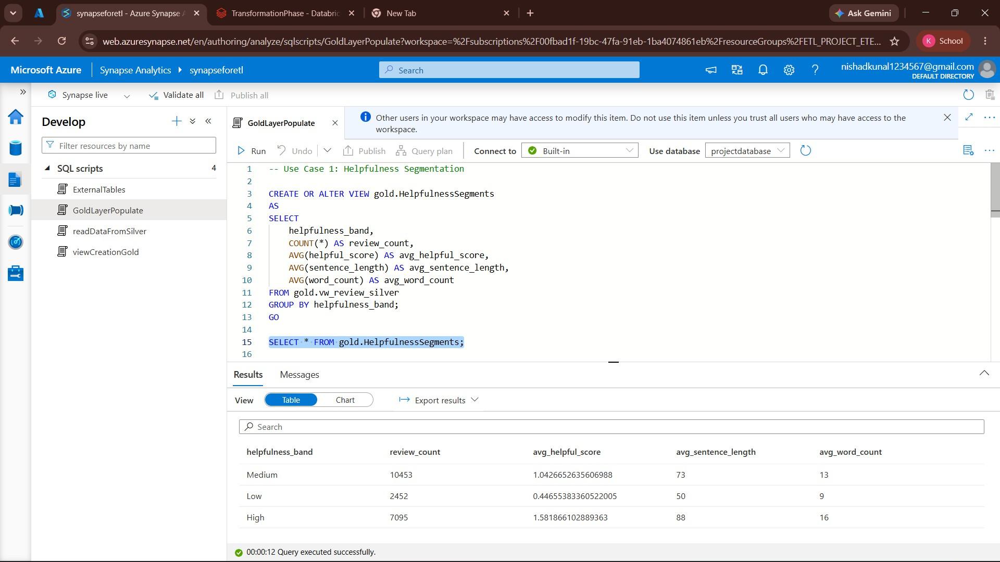 synapseforetl - Azure Synapse A
TransformationPhase - Databric
New Tab
Ask Gemini
web.azuresynapse.net/en/authoring/analyze/sqlscripts/GoldLayerPopulate?workspace=%2Fsubscriptions%2F00fbad1f-19bc-47fa-91eb-1ba4074861eb%2FresourceGroups%2FETL_PROJECT_ETE...
K School
Microsoft Azure
Synapse Analytics
synapseforetl
Search
nishadkunal1234567@gmail.com
DEFAULT DIRECTORY
Synapse live
Validate all
Publish all
Develop
Filter resources by name
SQL scripts 4
ExternalTables
GoldLayerPopulate
readDataFromSilver
viewCreationGold
GoldLayerPopulate
Other users in your workspace may have access to modify this item. Do not use this item unless you trust all users who may have access to the
workspace.
Run
Undo
Publish
Query plan
Connect to
Built-in
Use database
projectdatabase
1 -- Use Case 1: Helpfulness Segmentation
2
3 CREATE OR ALTER VIEW gold.HelpfulnessSegments
4 AS
5 SELECT
6 helpfulness_band,
7 COUNT(*) AS review_count,
8 AVG(helpful_score) AS avg_helpful_score,
9 AVG(sentence_length) AS avg_sentence_length,
10 AVG(word_count) AS avg_word_count
11 FROM gold.vw_review_silver
12 GROUP BY helpfulness_band;
13 GO
14
15 SELECT * FROM gold.HelpfulnessSegments;
16
Results
Messages
View
Table
Chart
Export results
Search
helpfulness_band review_count avg_helpful_score avg_sentence_length avg_word_count
Medium 10453 1.0426652635606988 73 13
Low 2452 0.44655383360522005 50 9
High 7095 1.581866102889363 88 16
00:00:12 Query executed successfully.